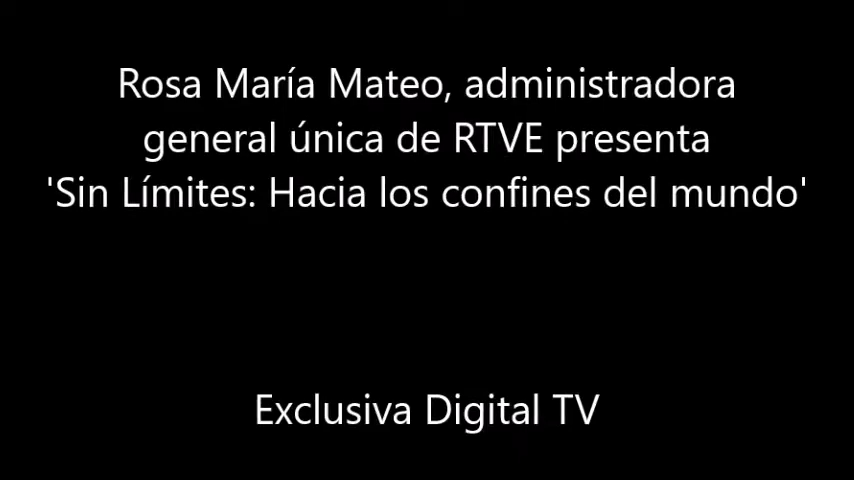 Rosa María Mateo, administradora
general única de RTVE presenta
'Sin Límites: Hacia los confines del mundo'
Exclusiva Digital TV